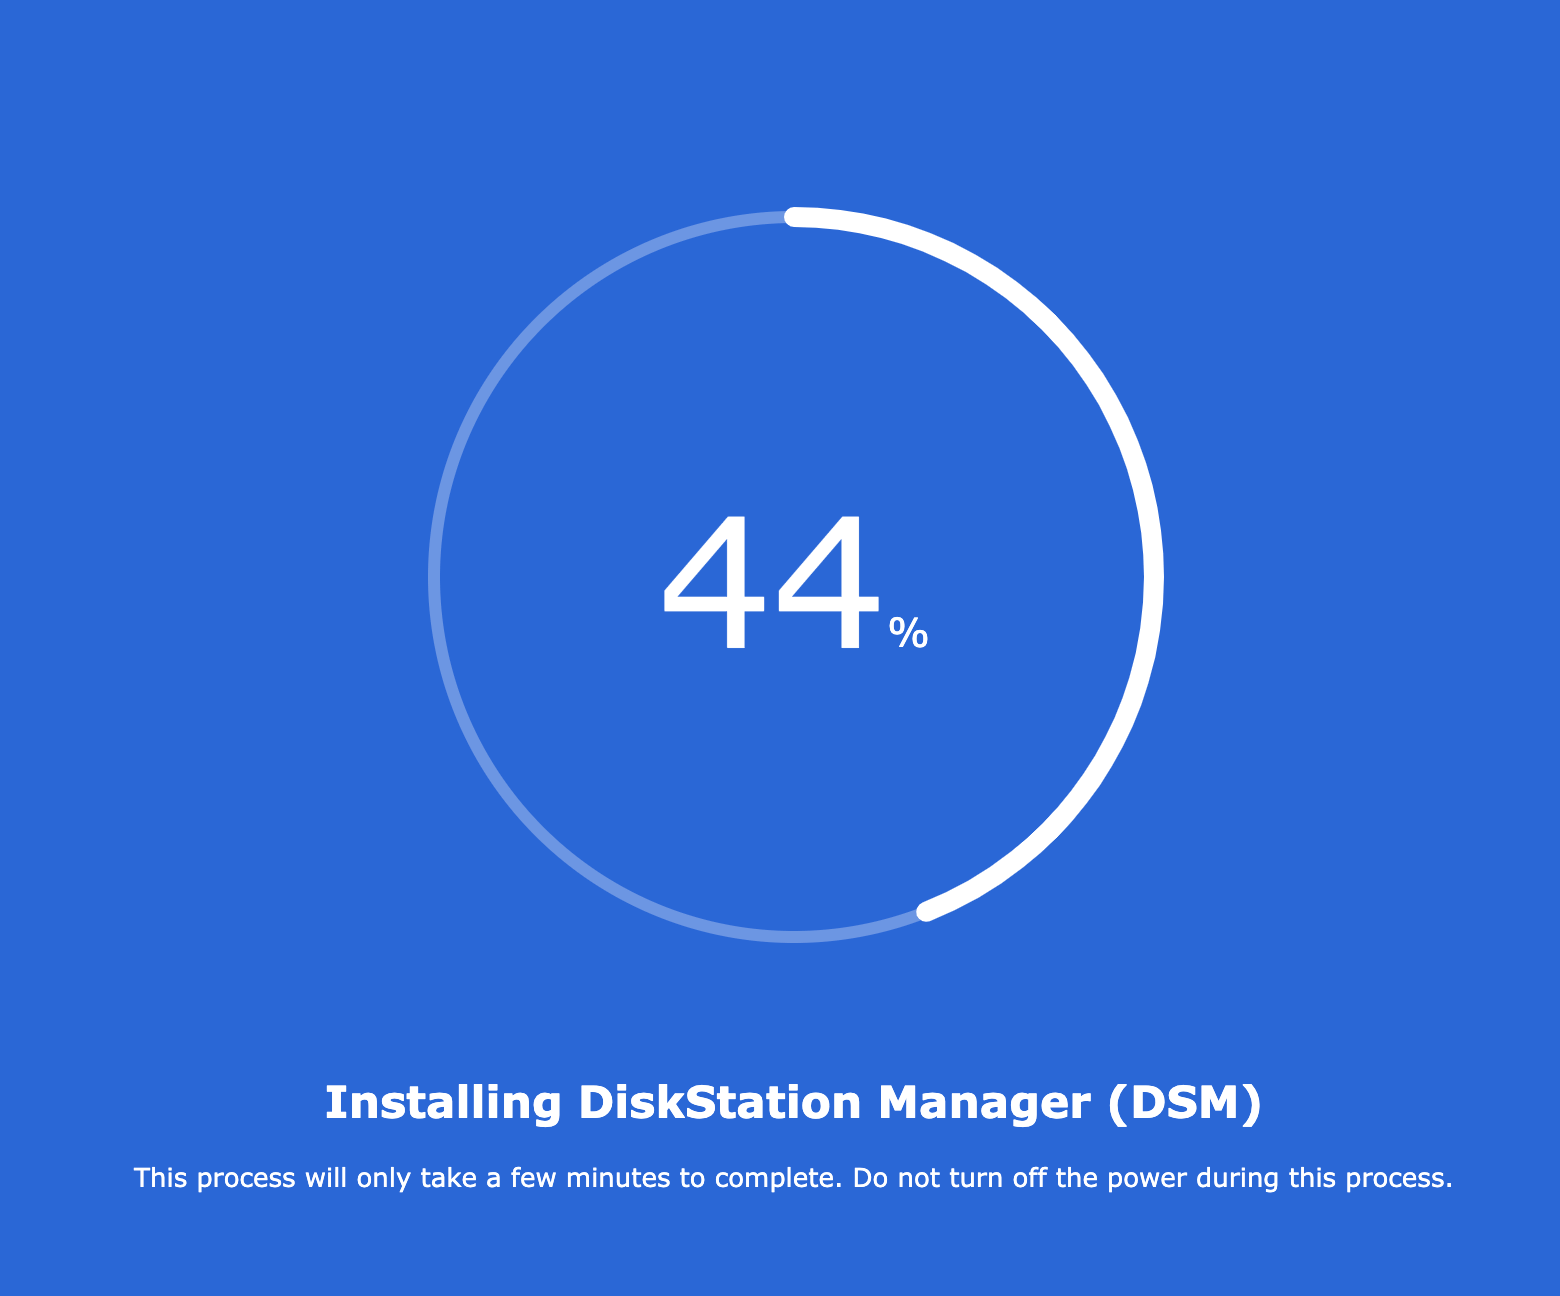 44%
Installing DiskStation Manager (DSM)
This process will only take a few minutes to complete. Do not turn off the power during this process.